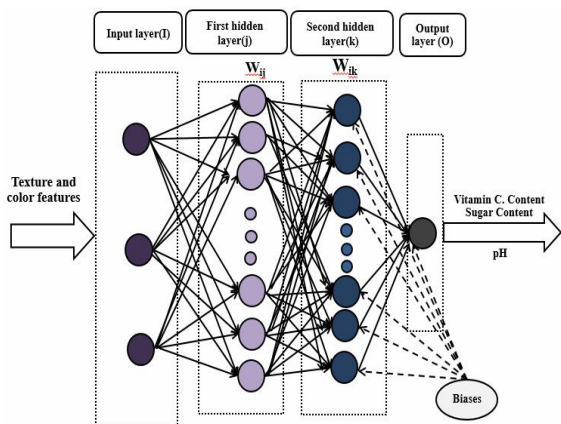 Input layer(I)
First hidden
layer(j)
Second hidden
layer(k)
Output
layer (O)
Wij
Wik
Texture and
color features
Vitamin C. Content
Sugar Content
pH
Biases